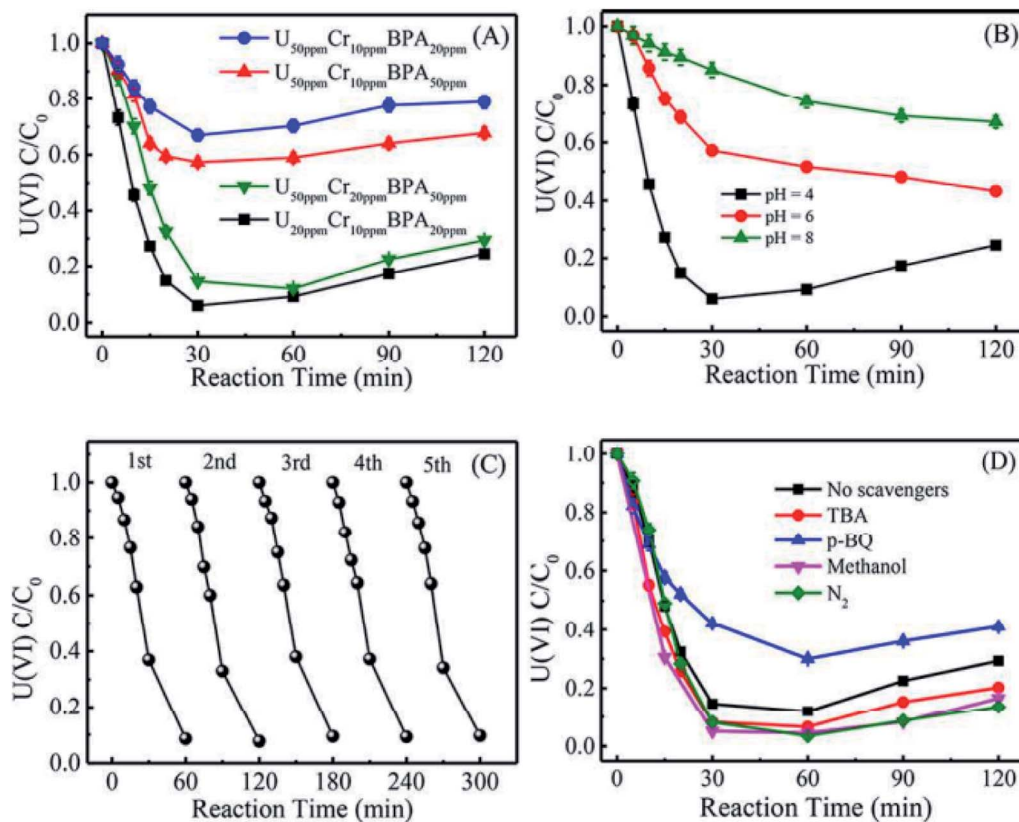 (A)
U50ppmCr10ppmBPA20ppm
U50ppmCr10ppmBPA50ppm
U50ppmCr20ppmBPA50ppm
U20ppmCr10ppmBPA20ppm
U(VI) C/C0
1.0
0.8
0.6
0.4
0.2
0.0
0 30 60 90 120
Reaction Time (min)
(B)
pH = 4
pH = 6
pH = 8
U(VI) C/C0
1.0
0.8
0.6
0.4
0.2
0.0
0 30 60 90 120
Reaction Time (min)
1st 2nd 3rd 4th 5th (C)
U(VI) C/C0
1.0
0.8
0.6
0.4
0.2
0.0
0 60 120 180 240 300
Reaction Time (min)
(D)
No scavengers
TBA
p-BQ
Methanol
N2
U(VI) C/C0
1.0
0.8
0.6
0.4
0.2
0.0
0 30 60 90 120
Reaction Time (min)